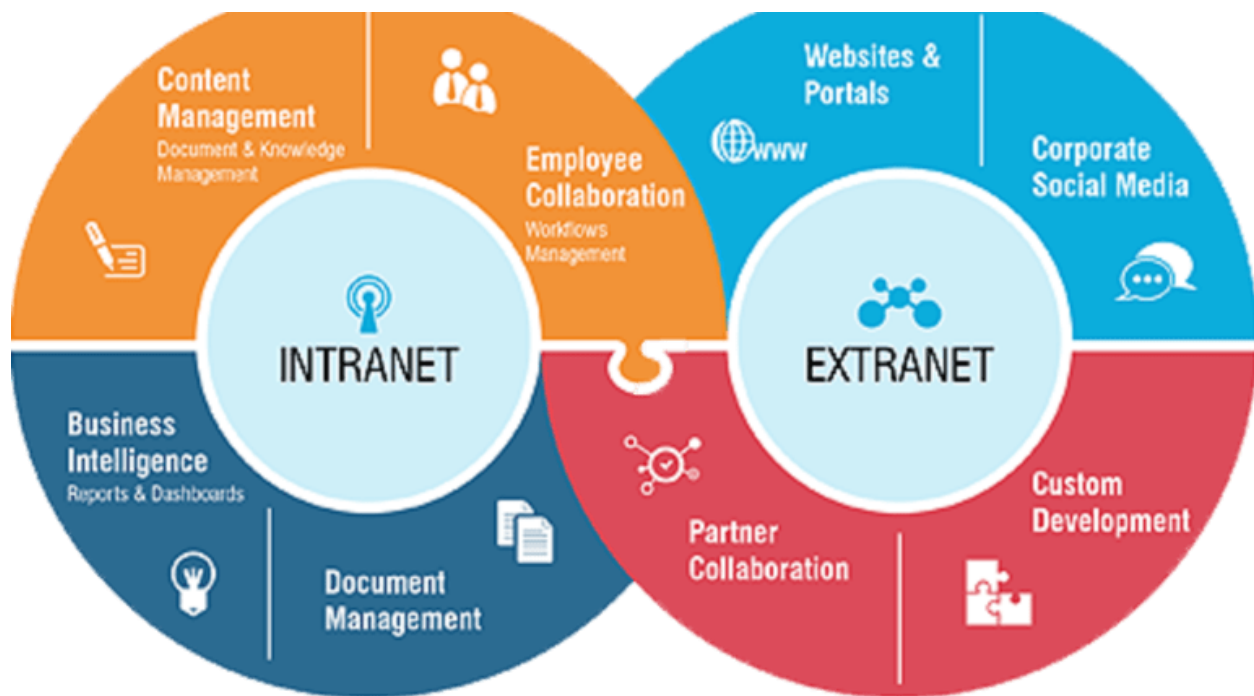 Content
Management
Document & Knowledge
Management
Employee
Collaboration
Workflows
Management
INTRANET
Business
Intelligence
Reports & Dashboards
Document
Management
Websites &
Portals
www
Corporate
Social Media
EXTRANET
Partner
Collaboration
Custom
Development